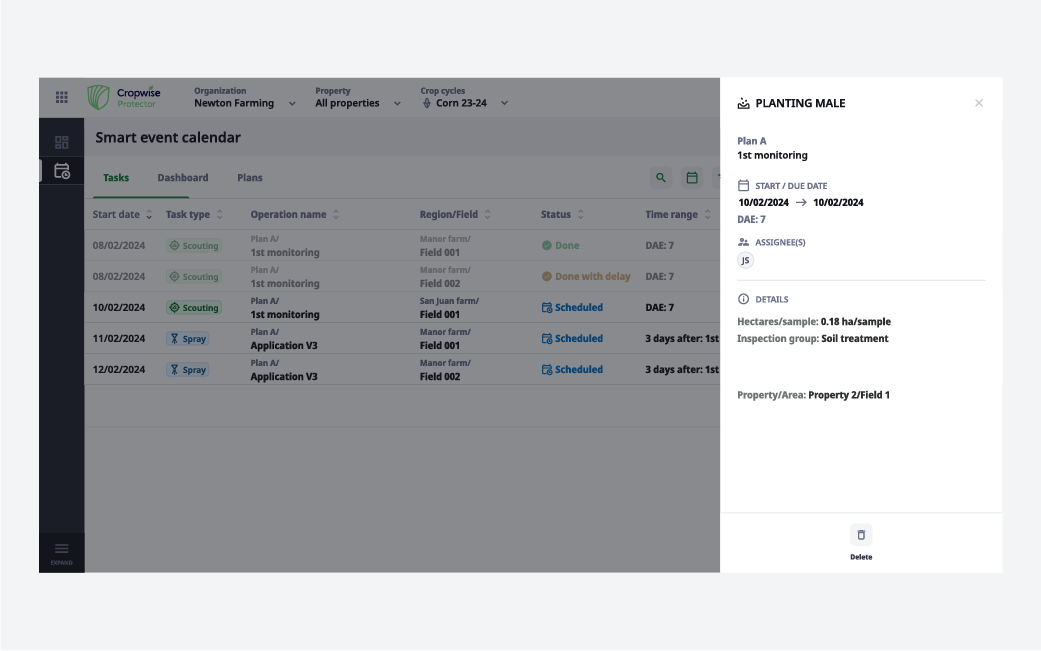 Cropwise
Protector
Organization
Newton Farming
Property
All properties
Crop cycles
Corn 23-24
Smart event calendar
Tasks Dashboard Plans
Start date Task type Operation name Region/Field Status Time range
08/02/2024 Scouting Plan A/ 1st monitoring Manor farm/ Field 001 Done DAE: 7
08/02/2024 Scouting Plan A/ 1st monitoring Manor farm/ Field 002 Done with delay DAE: 7
10/02/2024 Scouting Plan A/ 1st monitoring San Juan farm/ Field 001 Scheduled DAE: 7
11/02/2024 Spray Plan A/ Application V3 Manor farm/ Field 001 Scheduled 3 days after: 1st
12/02/2024 Spray Plan A/ Application V3 Manor farm/ Field 002 Scheduled 3 days after: 1st
EXPAND
PLANTING MALE
Plan A
1st monitoring
START / DUE DATE
10/02/2024 → 10/02/2024
DAE: 7
ASSIGNEE(S)
JS
DETAILS
Hectares/sample: 0.18 ha/sample
Inspection group: Soil treatment
Property/Area: Property 2/Field 1
Delete